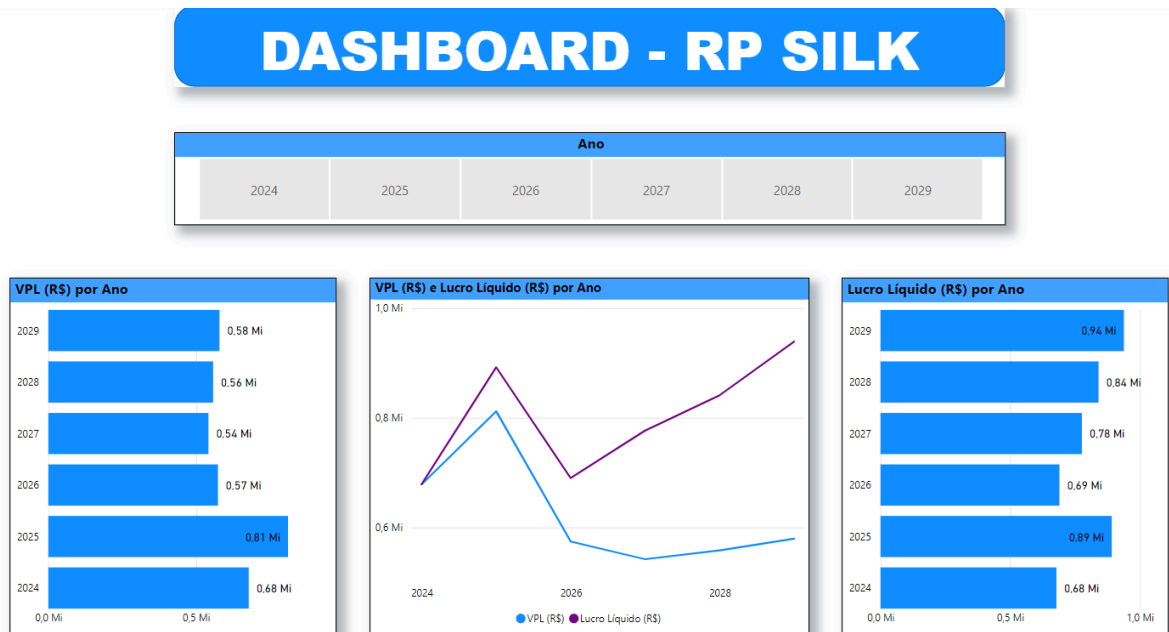 DASHBOARD - RP SILK
Ano
2024 2025 2026 2027 2028 2029
VPL (R$) por Ano
2029 0,58 Mi
2028 0,56 Mi
2027 0,54 Mi
2026 0,57 Mi
2025 0,81 Mi
2024 0,68 Mi
0,0 Mi 0,5 Mi
VPL (R$) e Lucro Líquido (R$) por Ano
1,0 Mi
0,8 Mi
0,6 Mi
2024 2026 2028
VPL (R$) Lucro Líquido (R$)
Lucro Líquido (R$) por Ano
2029 0,94 Mi
2028 0,84 Mi
2027 0,78 Mi
2026 0,69 Mi
2025 0,89 Mi
2024 0,68 Mi
0,0 Mi 0,5 Mi 1,0 Mi